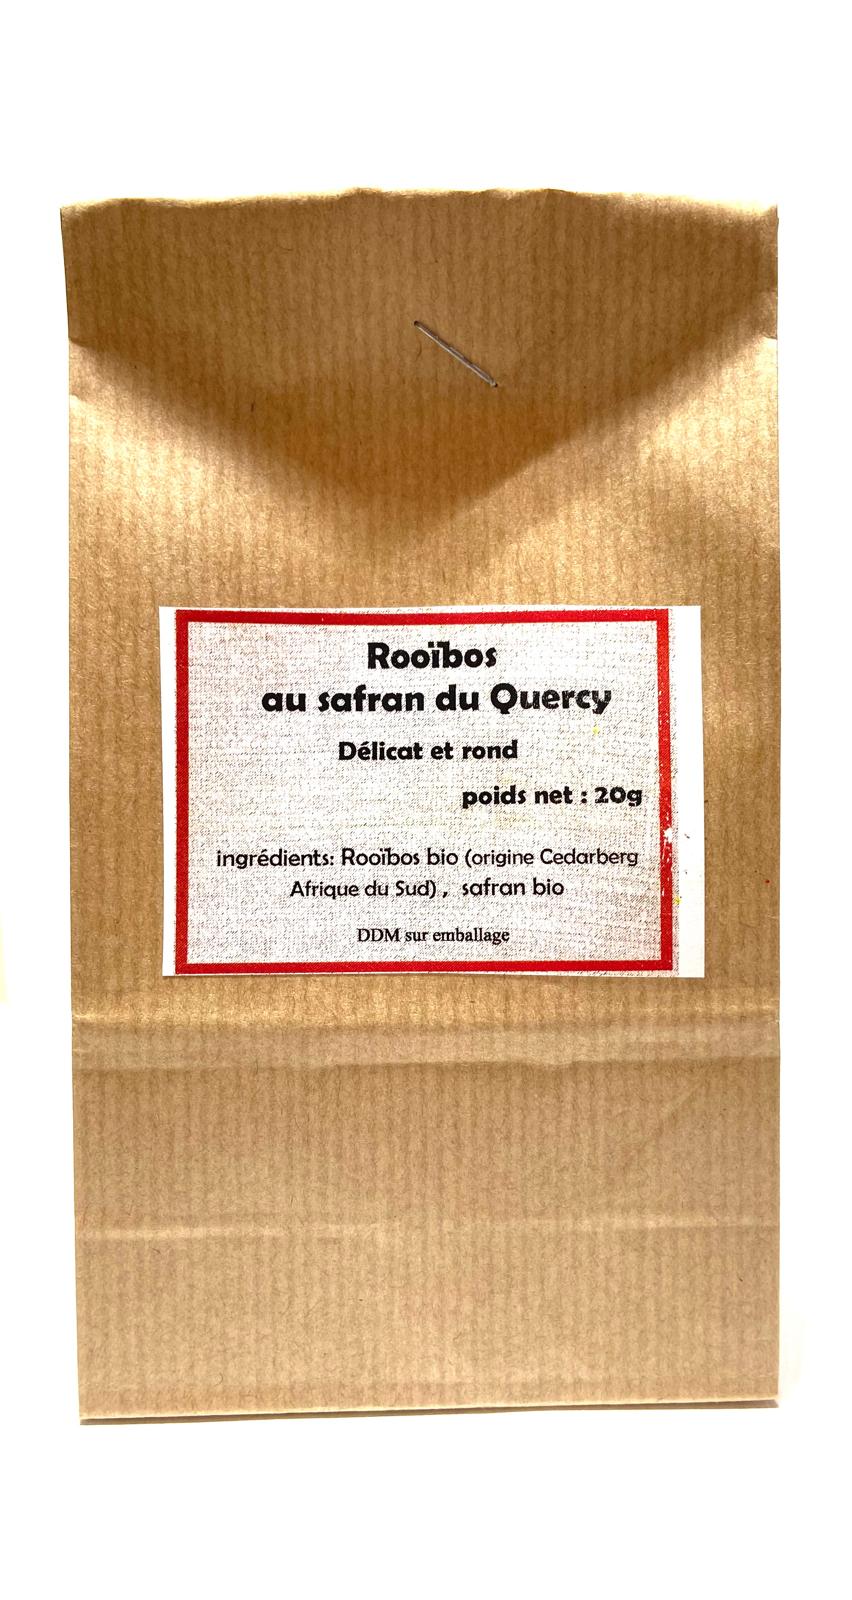 Rooïbos
au safran du Quercy
Délicat et rond
poids net : 20g
ingrédients: Rooïbos bio (origine Cedarberg
Afrique du Sud) , safran bio
DDM sur emballage